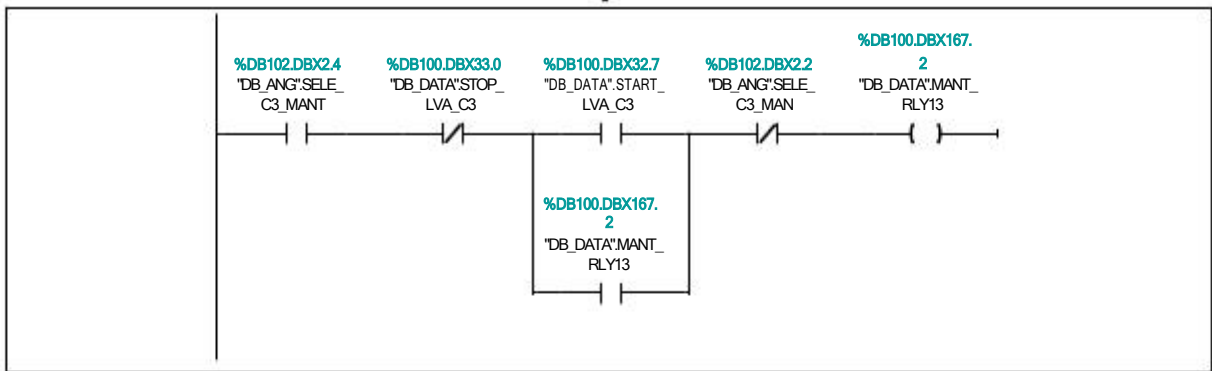 %DB102.DBX2.4
"DB_ANG".SELE_
C3_MANT
%DB100.DBX33.0
"DB_DATA".STOP_
LVA_C3
%DB100.DBX32.7
"DB_DATA".START_
LVA_C3
%DB102.DBX2.2
"DB_ANG".SELE_
C3_MAN
%DB100.DBX167.
2
"DB_DATA".MANT_
RLY13
%DB100.DBX167.
2
"DB_DATA".MANT_
RLY13